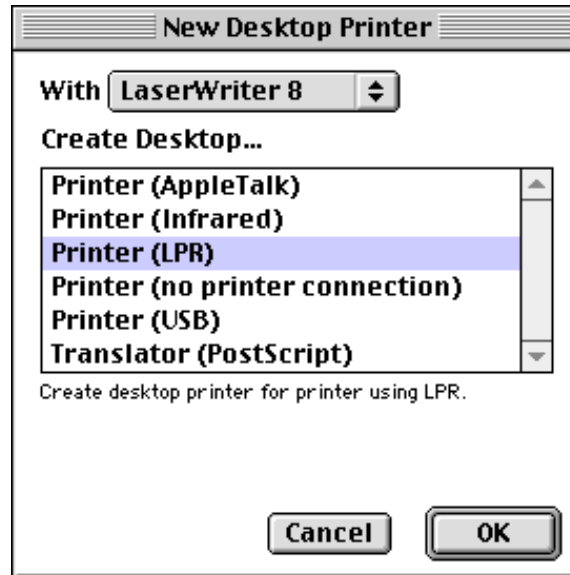 New Desktop Printer
With LaserWriter 8
Create Desktop...
Printer (AppleTalk)
Printer (Infrared)
Printer (LPR)
Printer (no printer connection)
Printer (USB)
Translator (PostScript)
Create desktop printer for printer using LPR.
Cancel OK